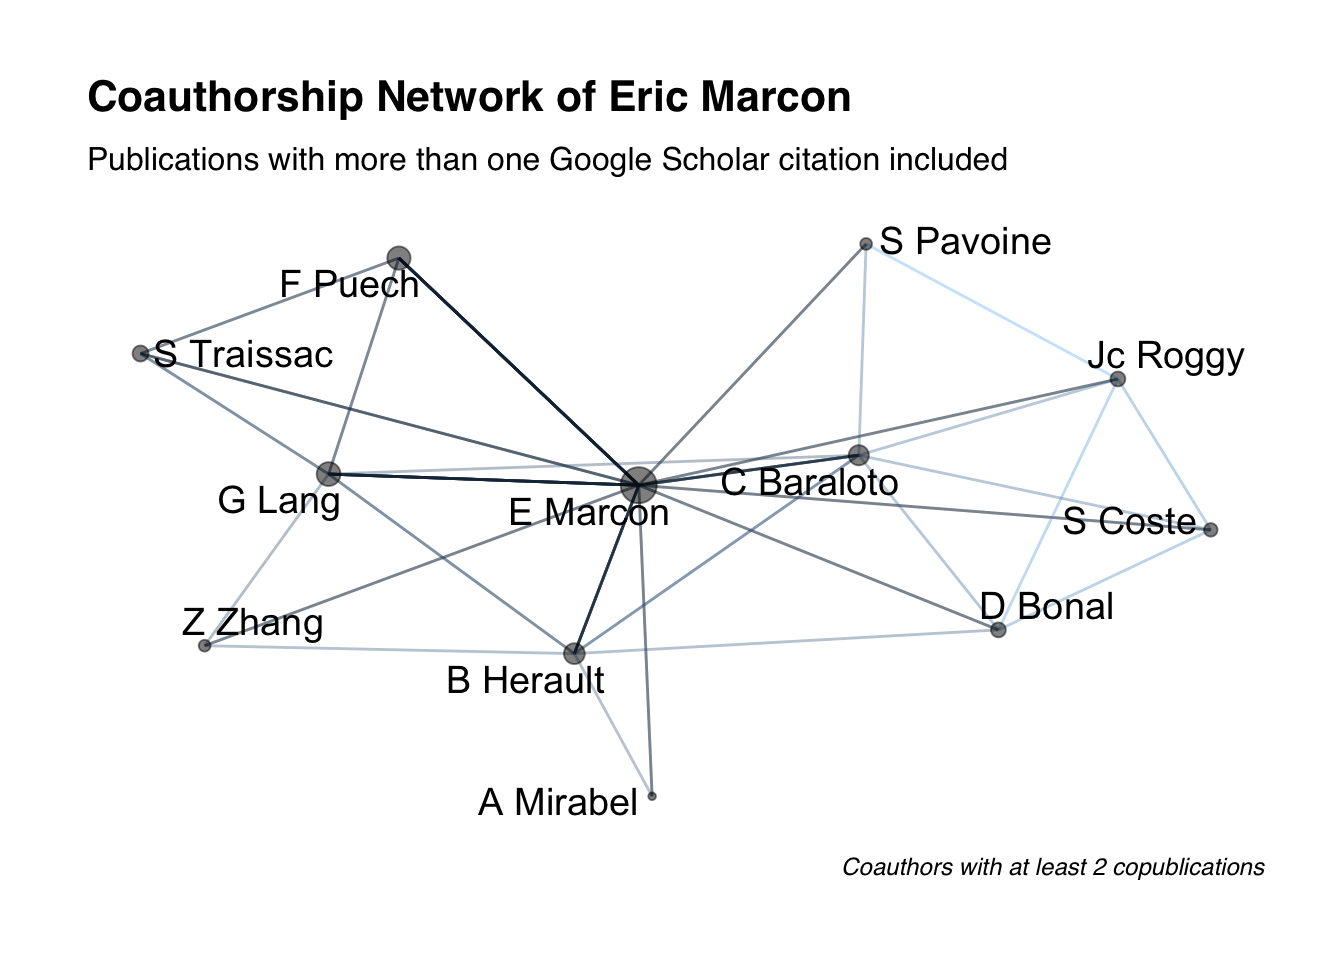 Coauthorship Network of Eric Marcon
Publications with more than one Google Scholar citation included
S Pavoine
F Puech
S Traissac
Jc Roggy
C Baraloto
G Lang
E Marcon
S Coste
D Bonal
Z Zhang
B Herault
A Mirabel
Coauthors with at least 2 copublications